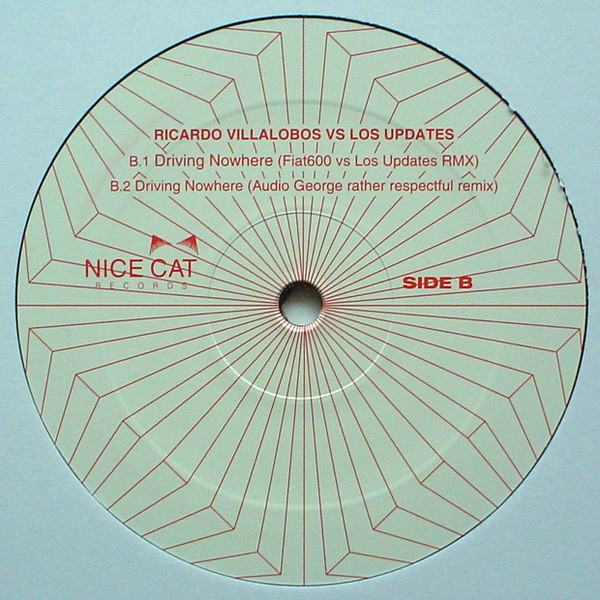 RICARDO VILLALOBOS VS LOS UPDATES
B.1 Driving Nowhere (Fiat600 vs Los Updates RMX)
B.2 Driving Nowhere (Audio George rather respectful remix)
NICE CAT
RECORDS
SIDE B